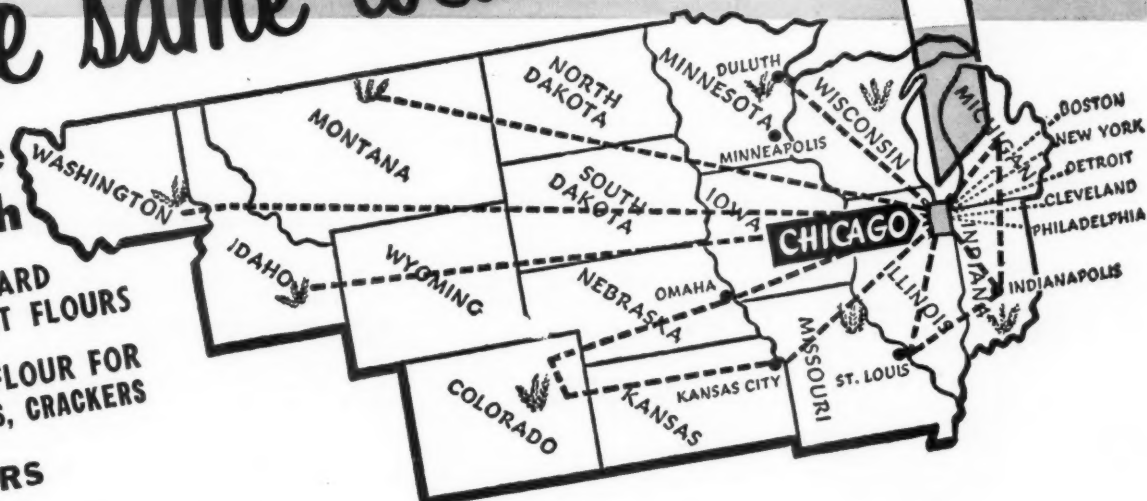 same
WASHINGTON
MONTANA
IDAHO
WYOMING
COLORADO
NORTH
DAKOTA
SOUTH
DAKOTA
NEBRASKA
KANSAS
MINNESOTA
DULUTH
MINNEAPOLIS
IOWA
OMAHA
KANSAS CITY
MISSOURI
ST. LOUIS
WISCONSIN
ILLINOIS
CHICAGO
MICHIGAN
INDIANA
BOSTON
NEW YORK
DETROIT
CLEVELAND
PHILADELPHIA
INDIANAPOLIS
FLOURS
FLOUR FOR
CRACKERS